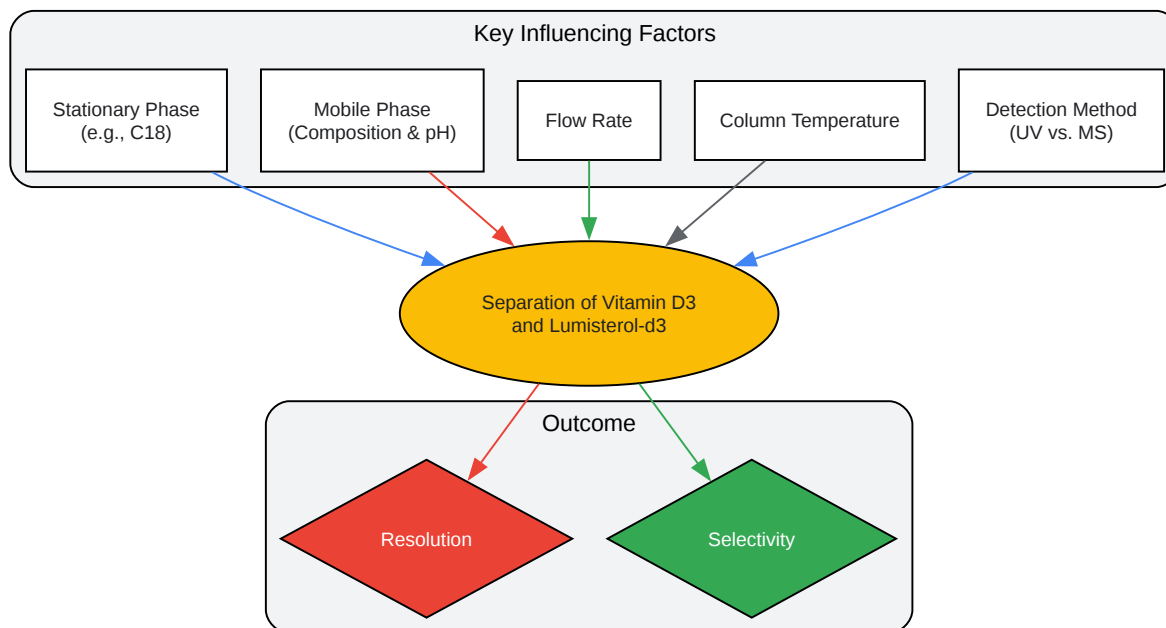 Key Influencing Factors
Stationary Phase
(e.g., C18)
Mobile Phase
(Composition & pH)
Flow Rate
Column Temperature
Detection Method
(UV vs. MS)
Separation of Vitamin D3
and Lumisterol-d3
Outcome
Resolution
Selectivity